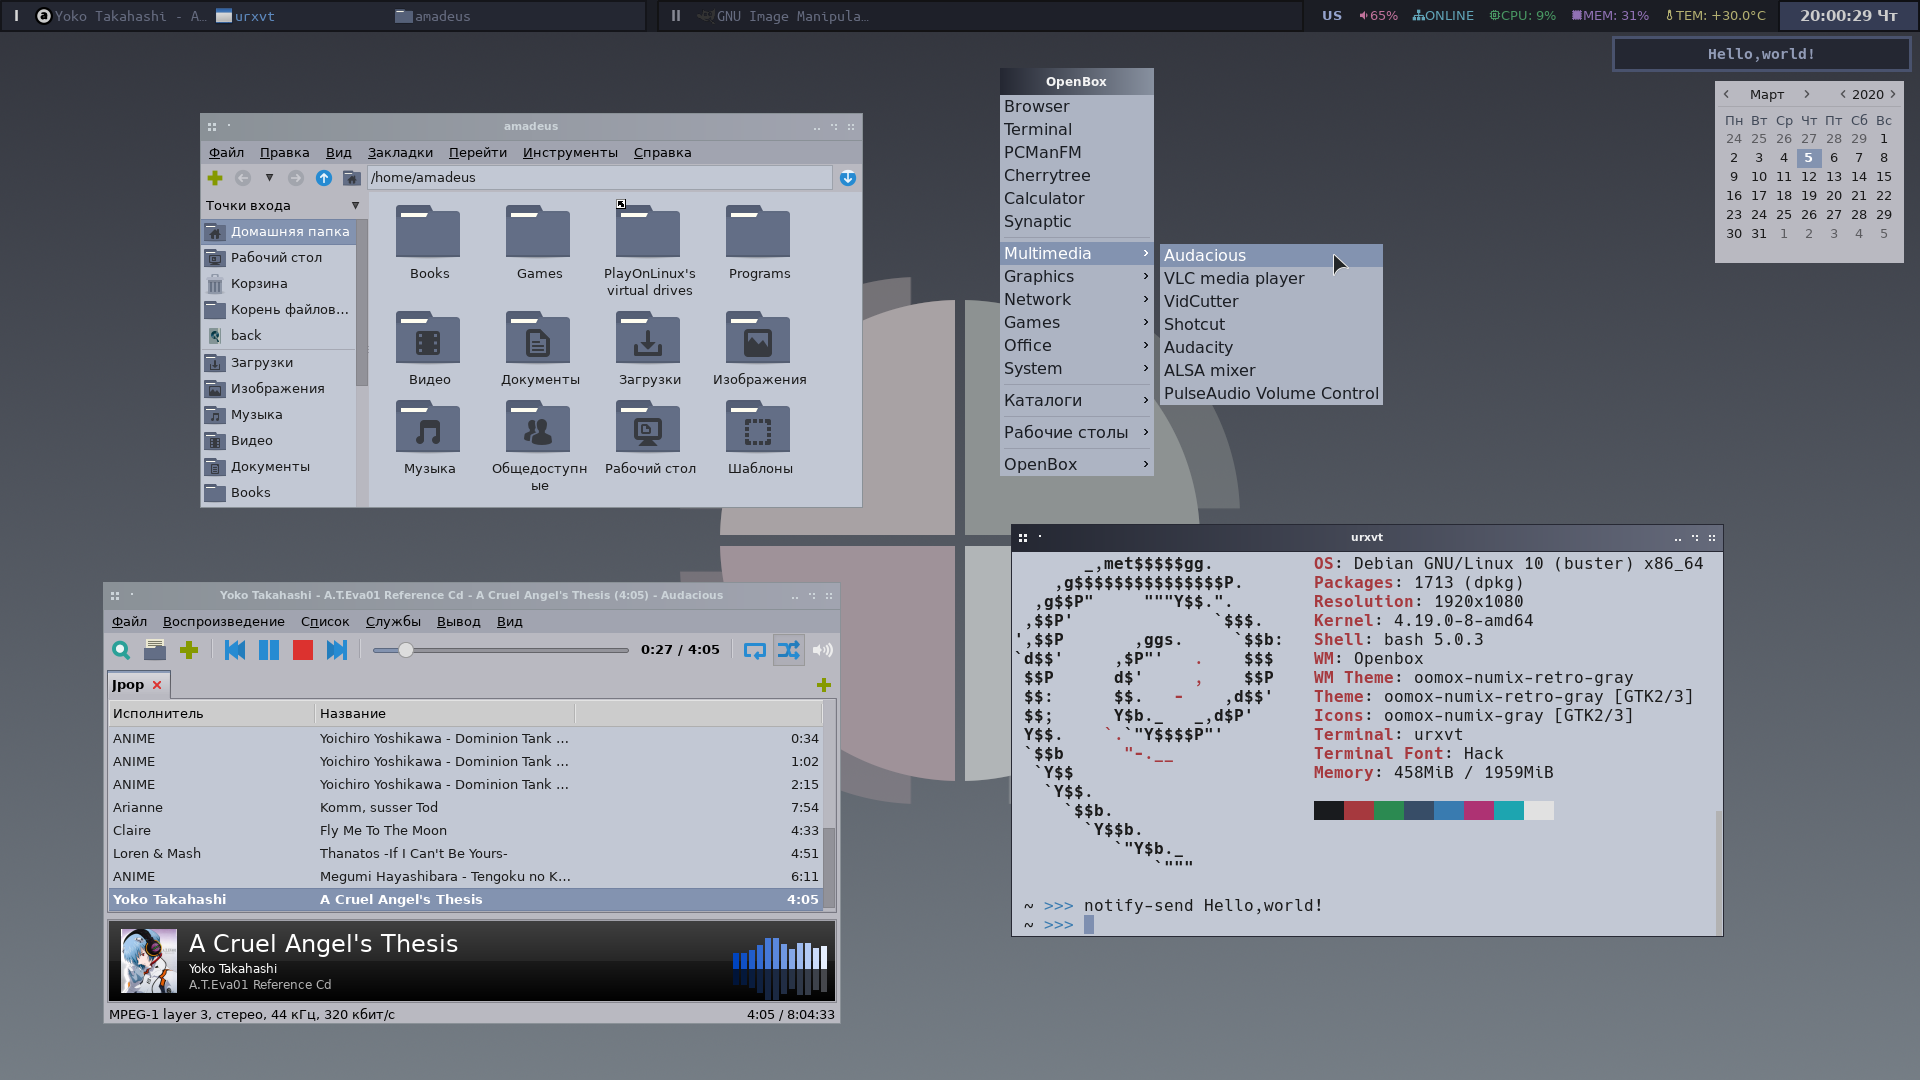 I Yoko Takahashi - A… urxvt amadeus
II GNU Image Manipula…
US 65% ONLINE CPU: 9% MEM: 31% TEM: +30.0°C 20:00:29 Чт
Hello,world!
Март 2020
Пн Вт Ср Чт Пт Сб Вс
24 25 26 27 28 29 1
2 3 4 5 6 7 8
9 10 11 12 13 14 15
16 17 18 19 20 21 22
23 24 25 26 27 28 29
30 31 1 2 3 4 5
OpenBox
Browser
Terminal
PCManFM
Cherrytree
Calculator
Synaptic
Multimedia
Graphics
Network
Games
Office
System
Каталоги
Рабочие столы
OpenBox
Audacious
VLC media player
VidCutter
Shotcut
Audacity
ALSA mixer
PulseAudio Volume Control
amadeus
Файл Правка Вид Закладки Перейти Инструменты Справка
/home/amadeus
Точки входа
Домашняя папка
Рабочий стол
Корзина
Корень файлов…
back
Загрузки
Изображения
Музыка
Видео
Документы
Books
Books Games PlayOnLinux's Programs
virtual drives
Видео Документы Загрузки Изображения
Музыка Общедоступн Рабочий стол Шаблоны
ые
Yoko Takahashi - A.T.Eva01 Reference Cd - A Cruel Angel's Thesis (4:05) - Audacious
Файл Воспроизведение Список Службы Вывод Вид
0:27 / 4:05
Jpop
Исполнитель Название
ANIME Yoichiro Yoshikawa - Dominion Tank … 0:34
ANIME Yoichiro Yoshikawa - Dominion Tank … 1:02
ANIME Yoichiro Yoshikawa - Dominion Tank … 2:15
Arianne Komm, susser Tod 7:54
Claire Fly Me To The Moon 4:33
Loren & Mash Thanatos -If I Can't Be Yours- 4:51
ANIME Megumi Hayashibara - Tengoku no K… 6:11
Yoko Takahashi A Cruel Angel's Thesis 4:05
A Cruel Angel's Thesis
Yoko Takahashi
A.T.Eva01 Reference Cd
MPEG-1 layer 3, стерео, 44 кГц, 320 кбит/с 4:05 / 8:04:33
urxvt
_,met$$$$$gg.
,g$$$$$$$$$$$$$$$P.
,g$$P"     """Y$$.".
,$$P'              `$$$.
',$$P       ,ggs.     `$$b:
`d$$'     ,$P"'   .    $$$
$$P      d$'     ,    $$P
$$:      $$.   -    ,d$$'
$$;      Y$b._   _,d$P'
Y$$.    `.`"Y$$$$P"'
`$$b      "-.__
`Y$$
`Y$$.
`$$b.
`Y$$b.
`"Y$b._
`"""
OS: Debian GNU/Linux 10 (buster) x86_64
Packages: 1713 (dpkg)
Resolution: 1920x1080
Kernel: 4.19.0-8-amd64
Shell: bash 5.0.3
WM: Openbox
WM Theme: oomox-numix-retro-gray
Theme: oomox-numix-retro-gray [GTK2/3]
Icons: oomox-numix-gray [GTK2/3]
Terminal: urxvt
Terminal Font: Hack
Memory: 458MiB / 1959MiB
~ >>> notify-send Hello,world!
~ >>>